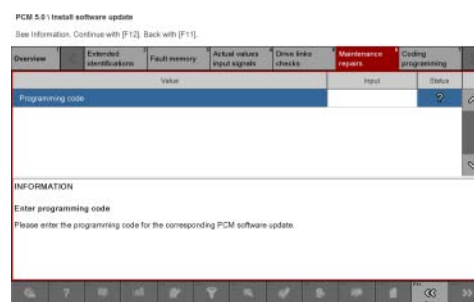 PCM 5.0 \ Install software update
See Information. Continue with [F12]. Back with [F11].
Overview
Extended identifications
Fault memory
Actual values input signals
Drive links checks
Maintenance repairs
Coding programming
Value Input Status
Programming code ?
INFORMATION
Enter programming code
Please enter the programming code for the corresponding PCM software update.